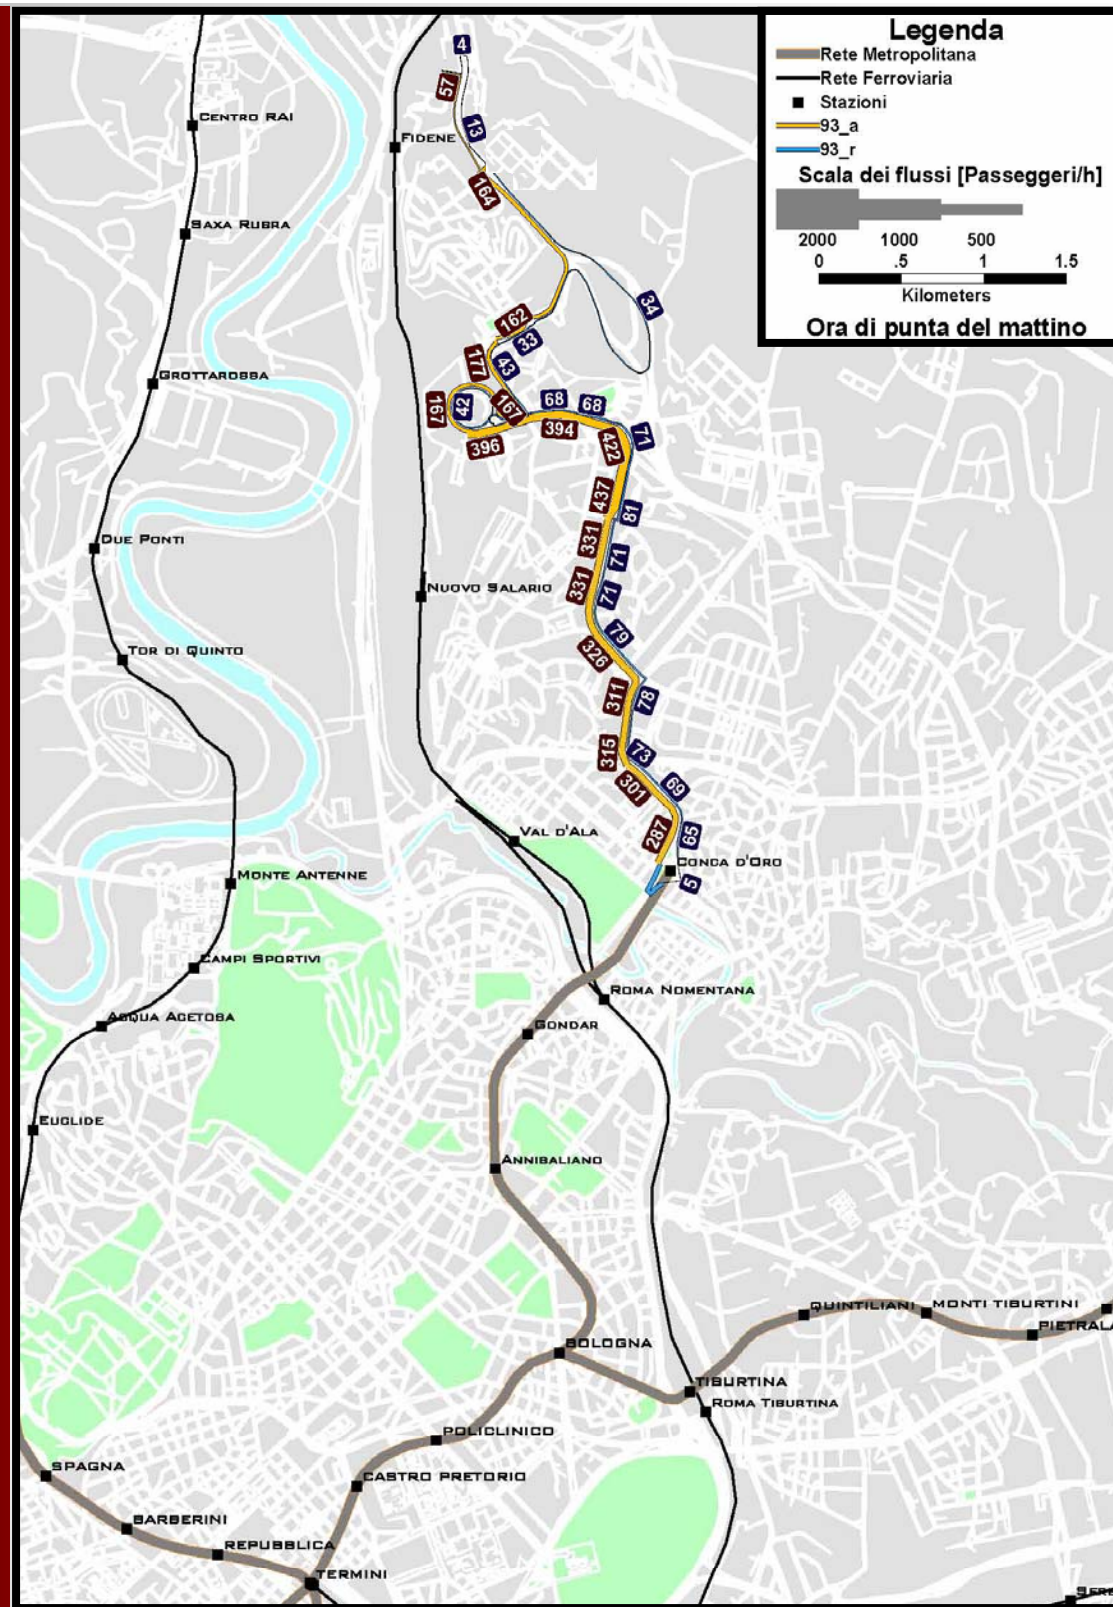 Legenda
Rete Metropolitana
Rete Ferroviaria
Stazioni
93_a
93_r
Scala dei flussi [Passeggeri/h]
2000 1000 500
0 .5 1 1.5
Kilometers
Ora di punta del mattino
4
57
13
CENTRO RAI
FIDENE
164
SAXA RUBRA
34
162
33
177
43
GROTTAROSSA
167
42
167
68
68
394
396
422
71
437
81
331
71
DUE PONTI
331
71
NUOVO SALARIO
79
326
TOR DI QUINTO
311
78
315
73
301
69
287
65
VAL D'ALA
CONCA D'ORO
5
MONTE ANTENNE
CAMPI SPORTIVI
ROMA NOMENTANA
ACQUA ACETOSA
GONDAR
EUCLIDE
ANNIBALIANO
QUINTILIANI
MONTI TIBURTINI
PIETRALA
BOLOGNA
TIBURTINA
ROMA TIBURTINA
POLICLINICO
SPAGNA
CASTRO PRETORIO
BARBERINI
REPUBBLICA
TERMINI
SERE